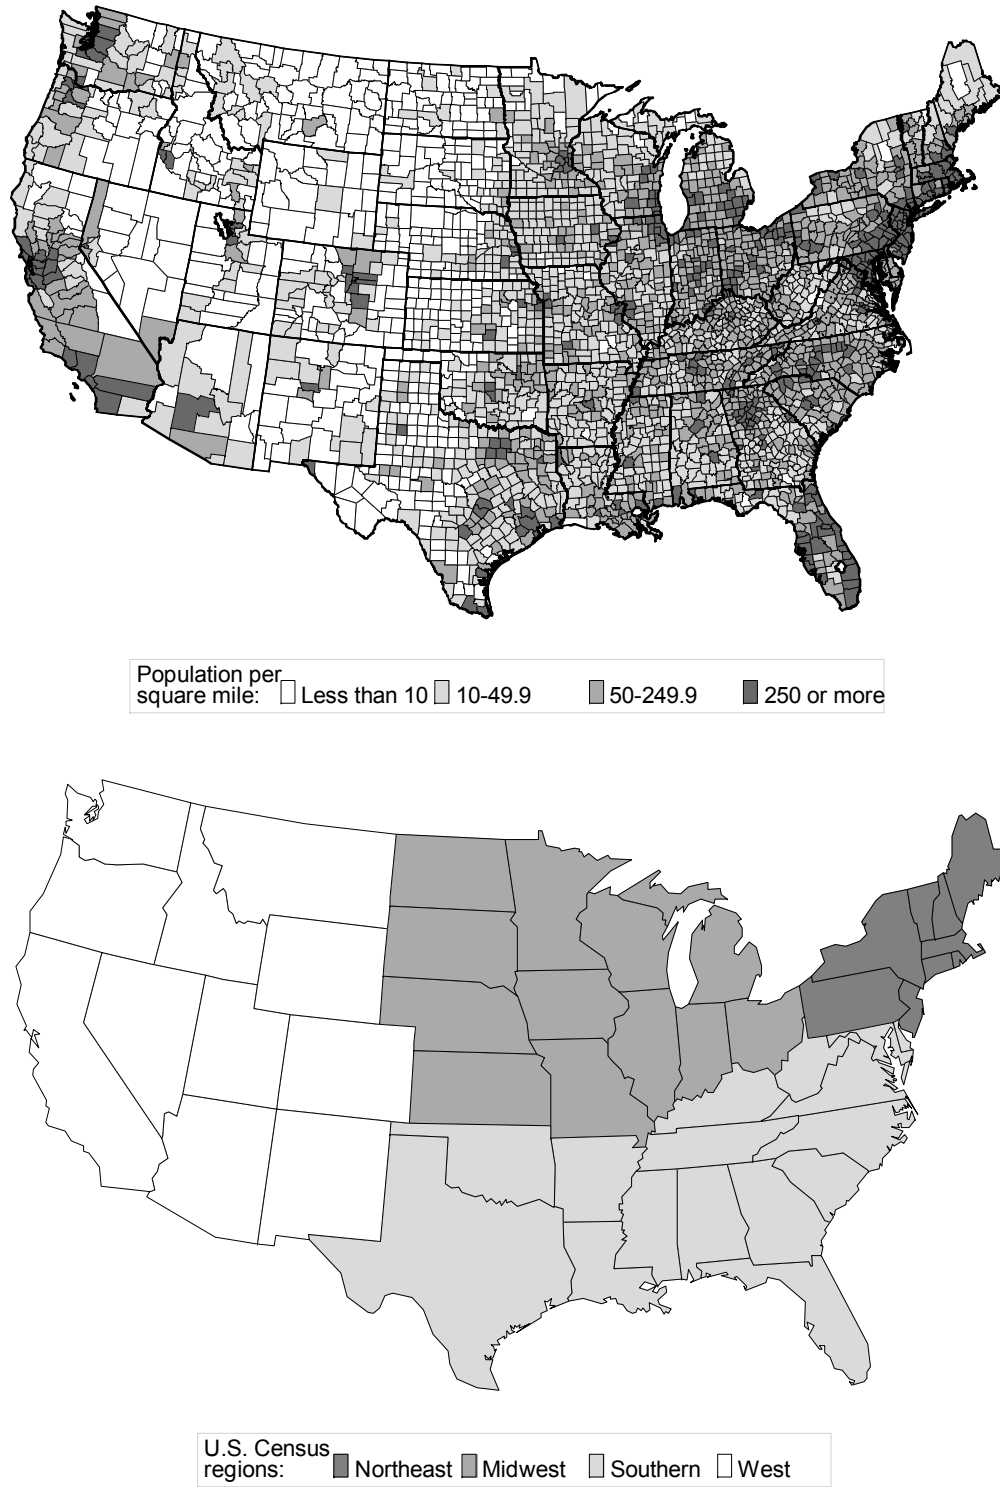 Population per
square mile: Less than 10 10-49.9 50-249.9 250 or more
U.S. Census
regions: Northeast Midwest Southern West